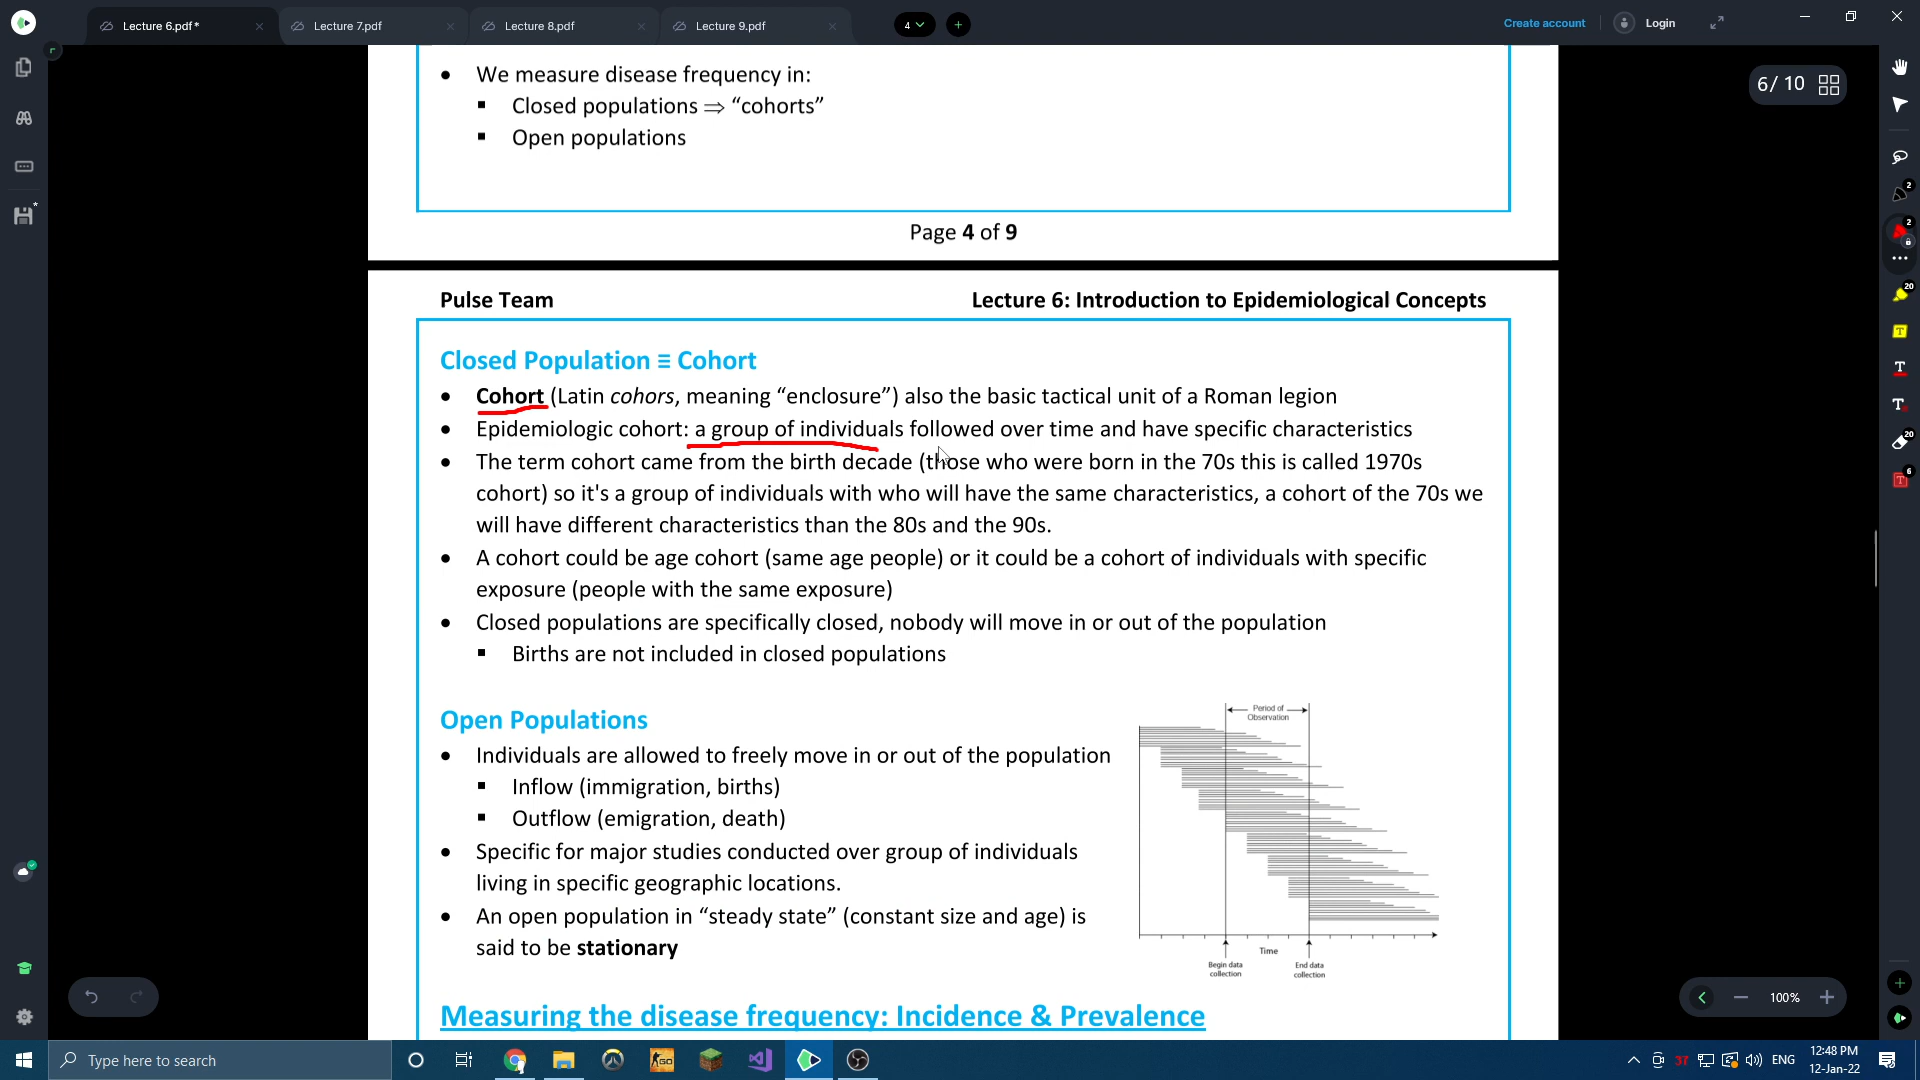 Lecture 6.pdf*
Lecture 7.pdf
Lecture 8.pdf
Lecture 9.pdf
4
Create account
Login
6/ 10
• We measure disease frequency in:
▪ Closed populations ⇒ “cohorts”
▪ Open populations
Page 4 of 9
Pulse Team
Lecture 6: Introduction to Epidemiological Concepts
Closed Population ≡ Cohort
• Cohort (Latin cohors, meaning “enclosure”) also the basic tactical unit of a Roman legion
• Epidemiologic cohort: a group of individuals followed over time and have specific characteristics
• The term cohort came from the birth decade (those who were born in the 70s this is called 1970s
cohort) so it's a group of individuals with who will have the same characteristics, a cohort of the 70s we
will have different characteristics than the 80s and the 90s.
• A cohort could be age cohort (same age people) or it could be a cohort of individuals with specific
exposure (people with the same exposure)
• Closed populations are specifically closed, nobody will move in or out of the population
▪ Births are not included in closed populations
Open Populations
• Individuals are allowed to freely move in or out of the population
▪ Inflow (immigration, births)
▪ Outflow (emigration, death)
• Specific for major studies conducted over group of individuals
living in specific geographic locations.
• An open population in “steady state” (constant size and age) is
said to be stationary
Period of
Observation
Time
Begin data
collection
End data
collection
Measuring the disease frequency: Incidence & Prevalence
2
2
20
T
T
T
20
6
T
100%
Type here to search
GO
37
ENG
12:48 PM
12-Jan-22